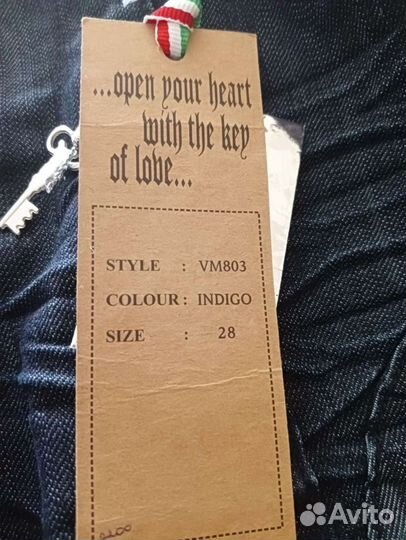 ...open your heart
with the key
of love...
STYLE : VM803
COLOUR : INDIGO
SIZE : 28
Avito